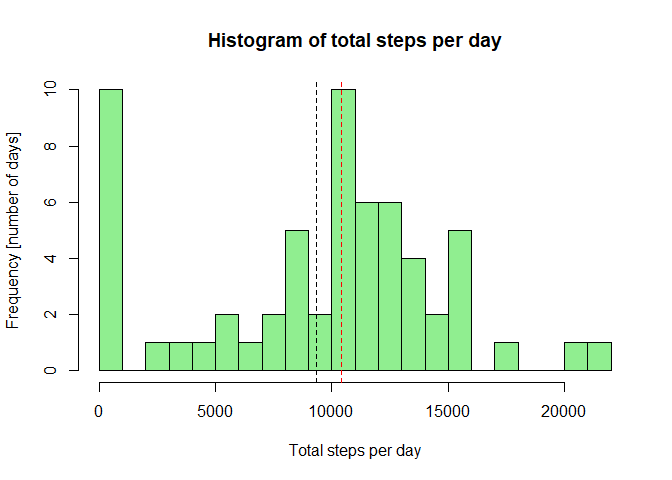 Histogram of total steps per day
Frequency [number of days]
10
8
6
4
2
0
0 5000 10000 15000 20000
Total steps per day